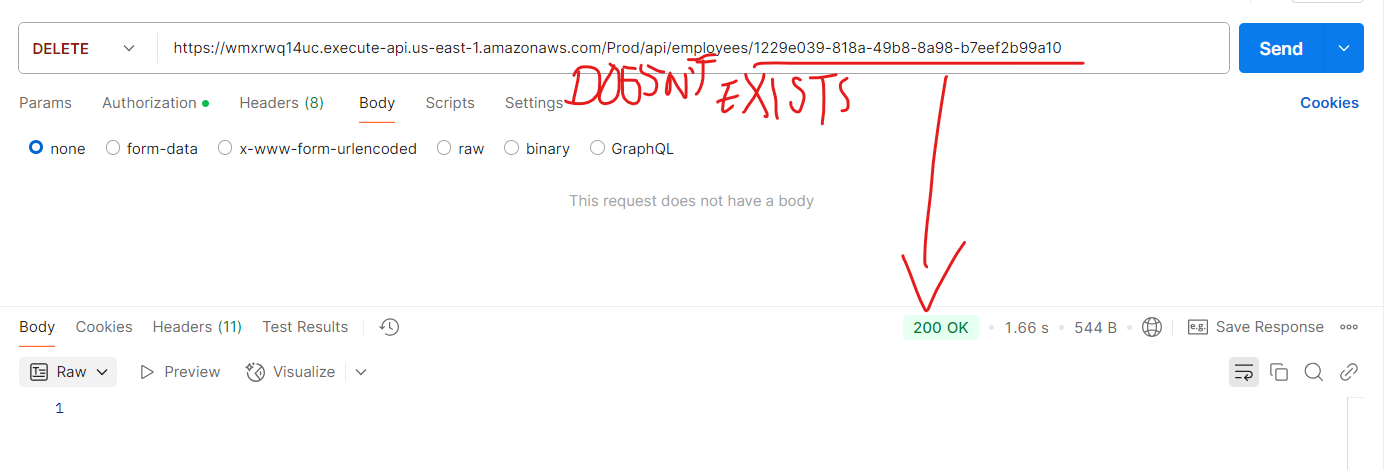 DELETE https://wmxrwq14uc.execute-api.us-east-1.amazonaws.com/Prod/api/employees/1229e039-818a-49b8-8a98-b7eef2b99a10 Send
DOESN'T EXISTS
Params Authorization Headers (8) Body Scripts Settings Cookies
none form-data x-www-form-urlencoded raw binary GraphQL
This request does not have a body
Body Cookies Headers (11) Test Results 200 OK 1.66 s 544 B e.g. Save Response
Raw Preview Visualize
1